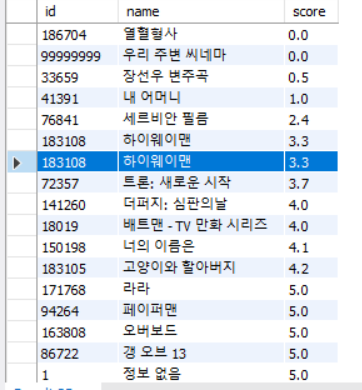 id name score
186704 열혈형사 0.0
99999999 우리 주변 씨네마 0.0
33659 장선우 변주곡 0.5
41391 내 어머니 1.0
76841 세르비안 필름 2.4
183108 하이웨이맨 3.3
183108 하이웨이맨 3.3
72357 트론: 새로운 시작 3.7
141260 더퍼지: 심판의날 4.0
18019 배트맨 - TV 만화 시리즈 4.0
150198 너의 이름은 4.1
183105 고양이와 할아버지 4.2
171768 라라 5.0
94264 페이퍼맨 5.0
163808 오버보드 5.0
86722 갱 오브 13 5.0
1 정보 없음 5.0